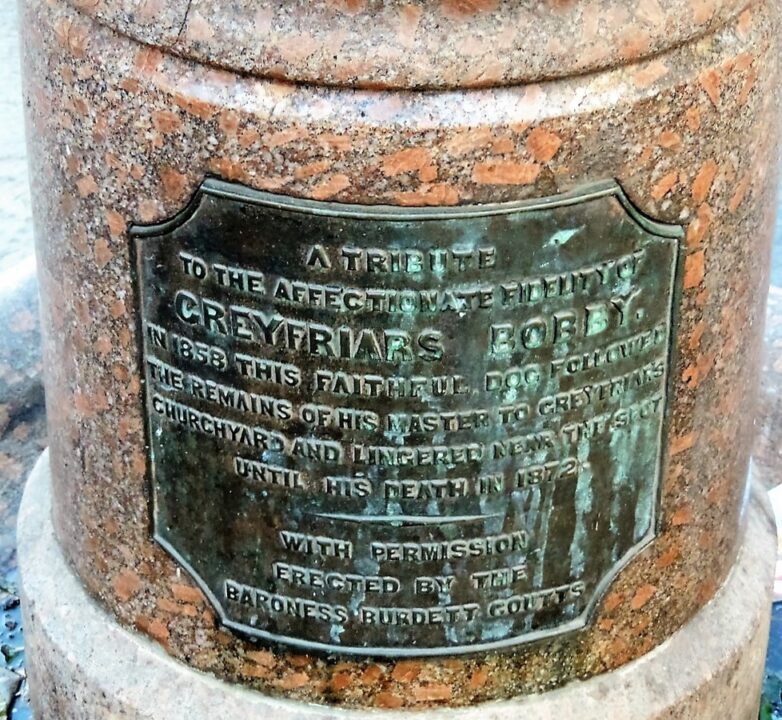 A TRIBUTE
TO THE AFFECTIONATE FIDELITY OF
GREYFRIARS BOBBY.
IN 1858 THIS FAITHFUL DOG FOLLOWED
THE REMAINS OF HIS MASTER TO GREYFRIARS
CHURCHYARD AND LINGERED NEAR THE SPOT
UNTIL HIS DEATH IN 1872.
WITH PERMISSION
ERECTED BY THE
BARONESS BURDETT COUTTS